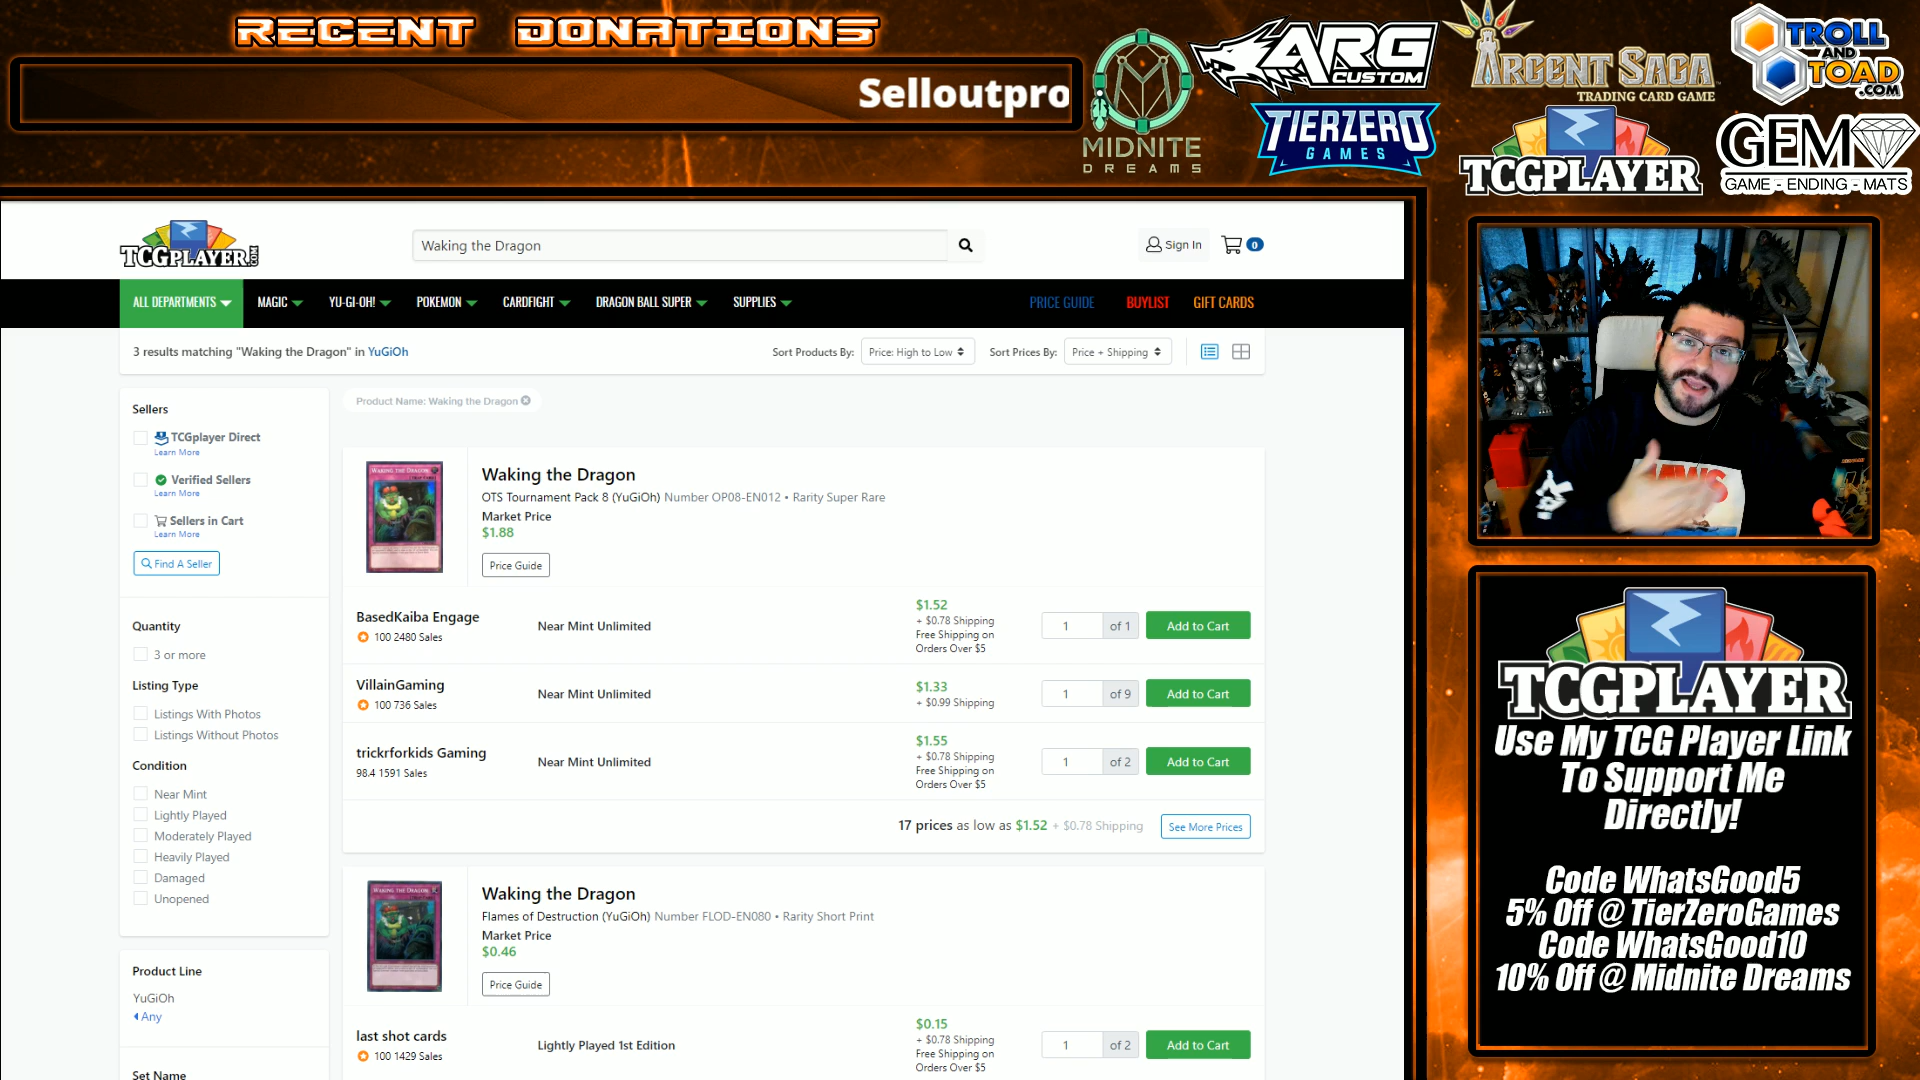 RECENT DONATIONS
Selloutpro
MIDNITE
DREAMS
ARG
CUSTOM
TIERZERO
GAMES
ARGENT SAGA
TRADING CARD GAME
TROLL
AND
TOAD
.COM
TCGPLAYER
GEM
GAME - ENDING - MATS
TCGPLAYER.COM
Waking the Dragon
Sign In
0
ALL DEPARTMENTS
MAGIC
YU-GI-OH!
POKEMON
CARDFIGHT
DRAGON BALL SUPER
SUPPLIES
PRICE GUIDE
BUYLIST
GIFT CARDS
3 results matching "Waking the Dragon" in YuGiOh
Sort Products By:
Price: High to Low
Sort Prices By:
Price + Shipping
Sellers
TCGplayer Direct
Learn More
Verified Sellers
Learn More
Sellers in Cart
Learn More
Find A Seller
Quantity
3 or more
Listing Type
Listings With Photos
Listings Without Photos
Condition
Near Mint
Lightly Played
Moderately Played
Heavily Played
Damaged
Unopened
Product Line
YuGiOh
Any
Set Name
Product Name: Waking the Dragon
WAKING THE DRAGON
Waking the Dragon
OTS Tournament Pack 8 (YuGiOh) Number OP08-EN012 • Rarity Super Rare
Market Price
$1.88
Price Guide
BasedKaiba Engage
100 2480 Sales
Near Mint Unlimited
$1.52
+ $0.78 Shipping
Free Shipping on
Orders Over $5
1
of 1
Add to Cart
VillainGaming
100 736 Sales
Near Mint Unlimited
$1.33
+ $0.99 Shipping
1
of 9
Add to Cart
trickrforkids Gaming
98.4 1591 Sales
Near Mint Unlimited
$1.55
+ $0.78 Shipping
Free Shipping on
Orders Over $5
1
of 2
Add to Cart
17 prices as low as $1.52 + $0.78 Shipping
See More Prices
WAKING THE DRAGON
Waking the Dragon
Flames of Destruction (YuGiOh) Number FLOD-EN080 • Rarity Short Print
Market Price
$0.46
Price Guide
last shot cards
100 1429 Sales
Lightly Played 1st Edition
$0.15
+ $0.78 Shipping
Free Shipping on
Orders Over $5
1
of 2
Add to Cart
TCGPLAYER
Use My TCG Player Link
To Support Me
Directly!
Code WhatsGood5
5% Off @ TierZeroGames
Code WhatsGood10
10% Off @ Midnite Dreams